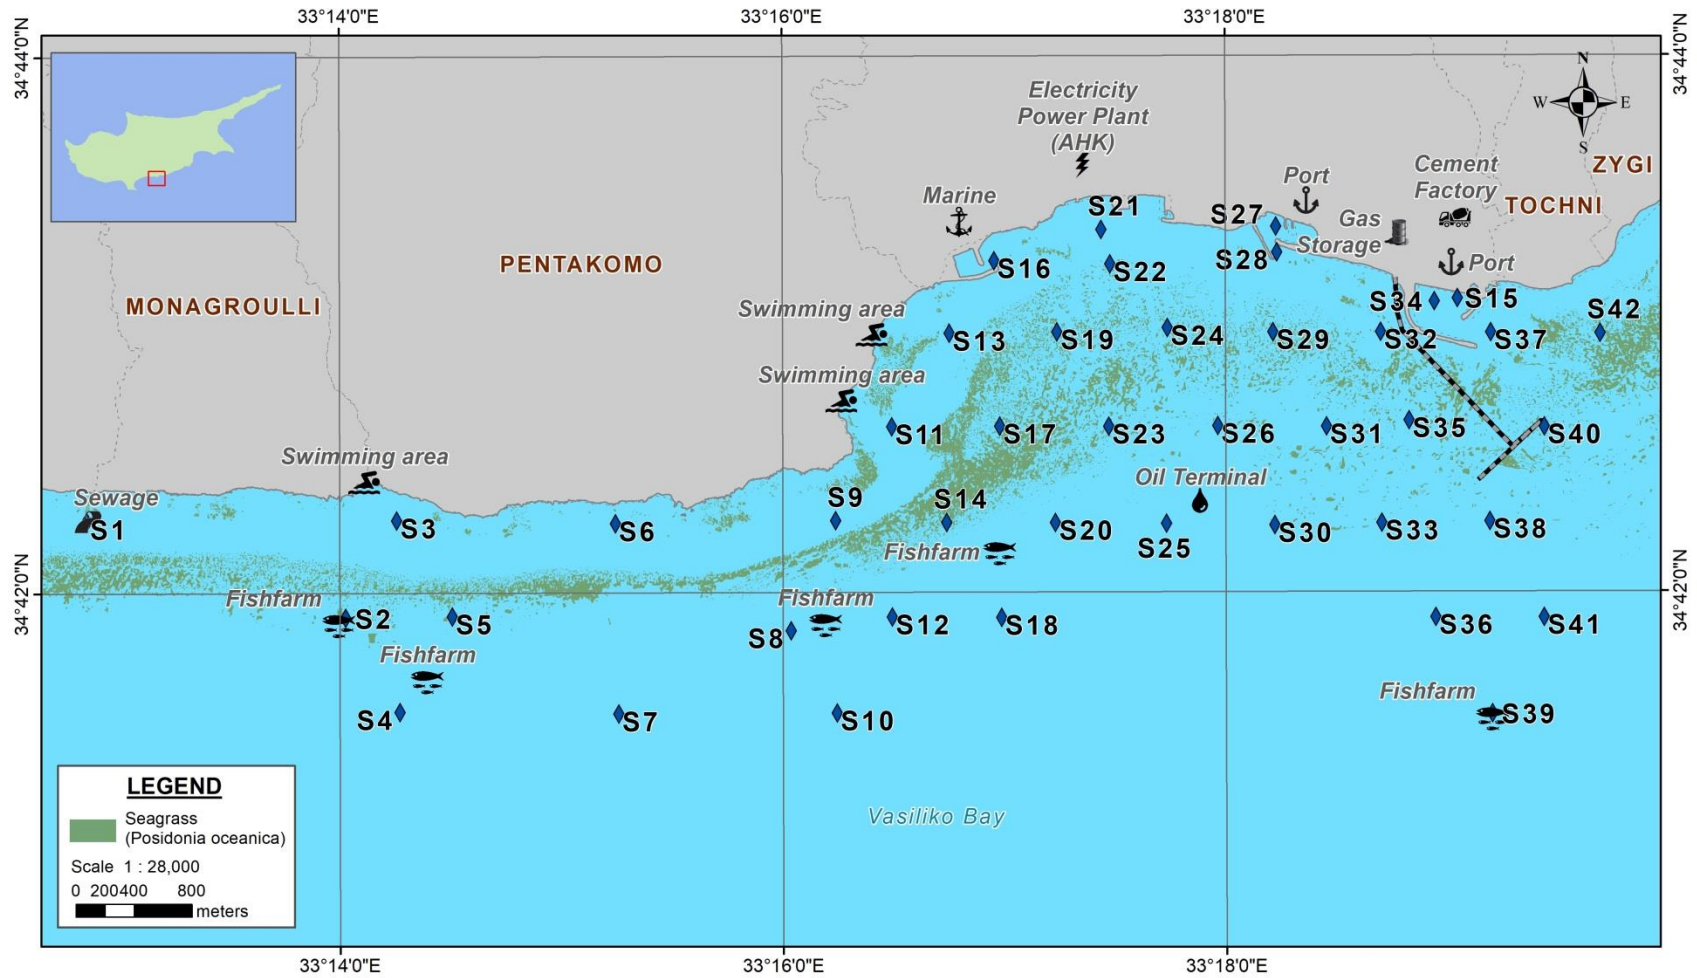 33°14'0"E
33°16'0"E
33°18'0"E
34°44'0"N
34°44'0"N
N
W
E
S
Electricity
Power Plant
(AHK)
Marine
Port
Cement
Factory
ZYGI
TOCHNI
Gas
Storage
Port
S21
S27
S28
S16
S22
PENTAKOMO
MONAGROULLI
Swimming area
S34
S15
S42
S13
S19
S24
S29
S32
S37
Swimming area
S11
S17
S23
S26
S31
S35
S40
Swimming area
Oil Terminal
Sewage
S1
S3
S6
S9
S14
S20
S25
S30
S33
S38
Fishfarm
34°42'0"N
34°42'0"N
Fishfarm
S2
S5
Fishfarm
S8
S12
S18
S36
S41
Fishfarm
S4
S7
S10
Fishfarm
S39
Vasiliko Bay
LEGEND
Seagrass
(Posidonia oceanica)
Scale 1 : 28,000
0 200400 800
meters
33°14'0"E
33°16'0"E
33°18'0"E